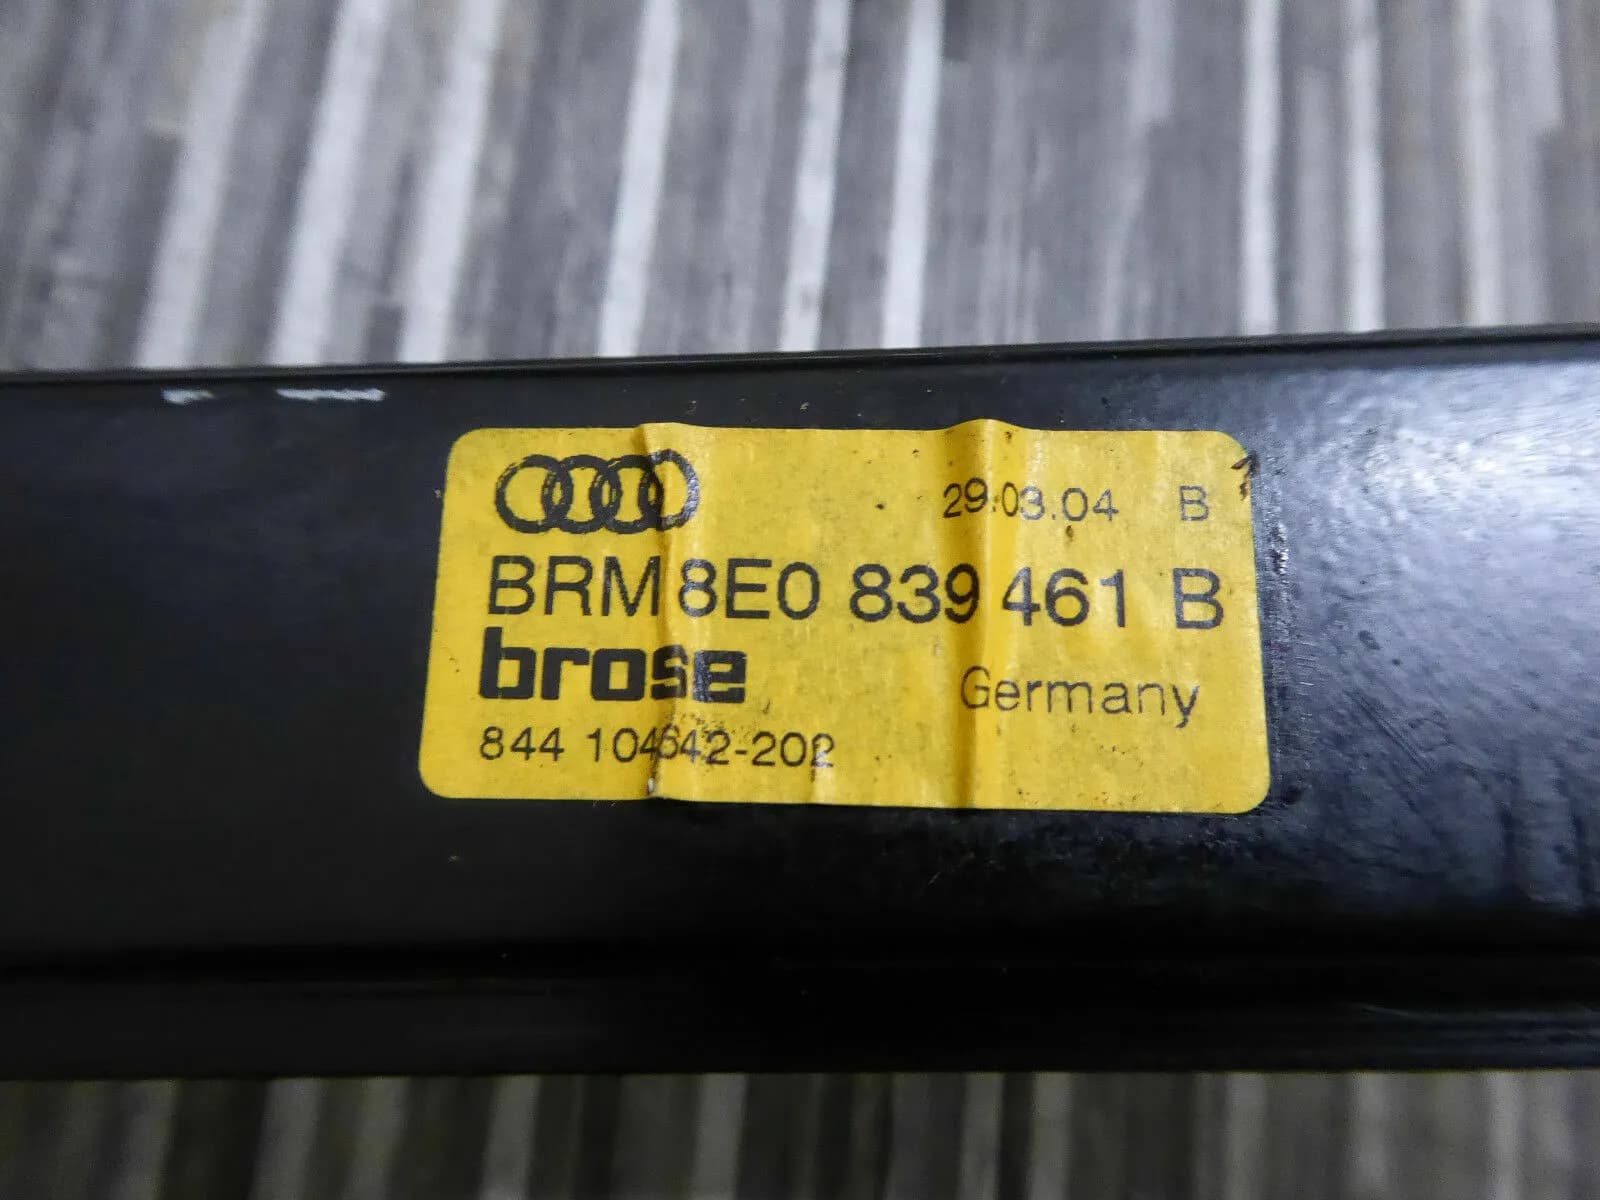 29.03.04 B
BRM 8E0 839 461 B
brose Germany
844 104642-202